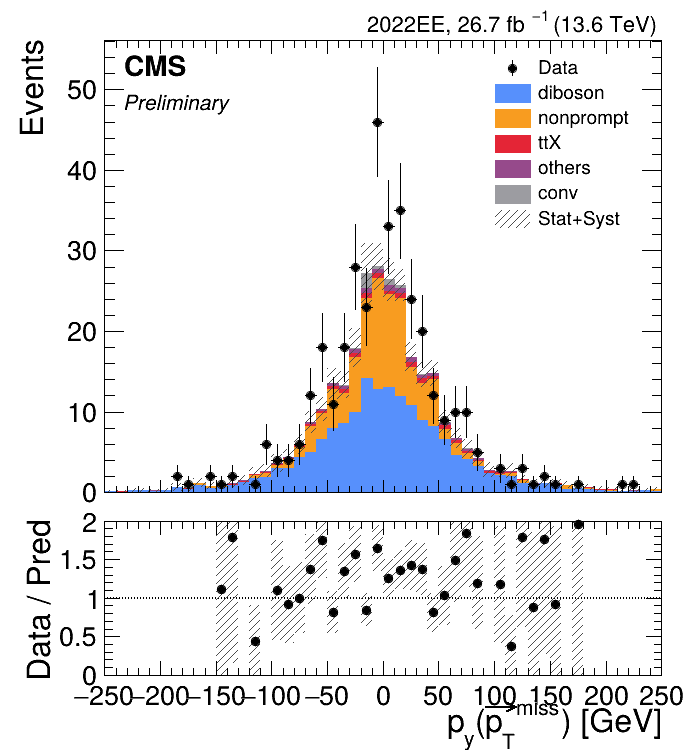 2022EE, 26.7 fb⁻¹ (13.6 TeV)
CMS
Preliminary
Events
50
40
30
20
10
0
Data
diboson
nonprompt
ttX
others
conv
Stat+Syst
Data / Pred
2
1.5
1
0.5
0
−250 −200 −150 −100 −50 0 50 100 150 200 250
p_y(p⃗_T^miss) [GeV]